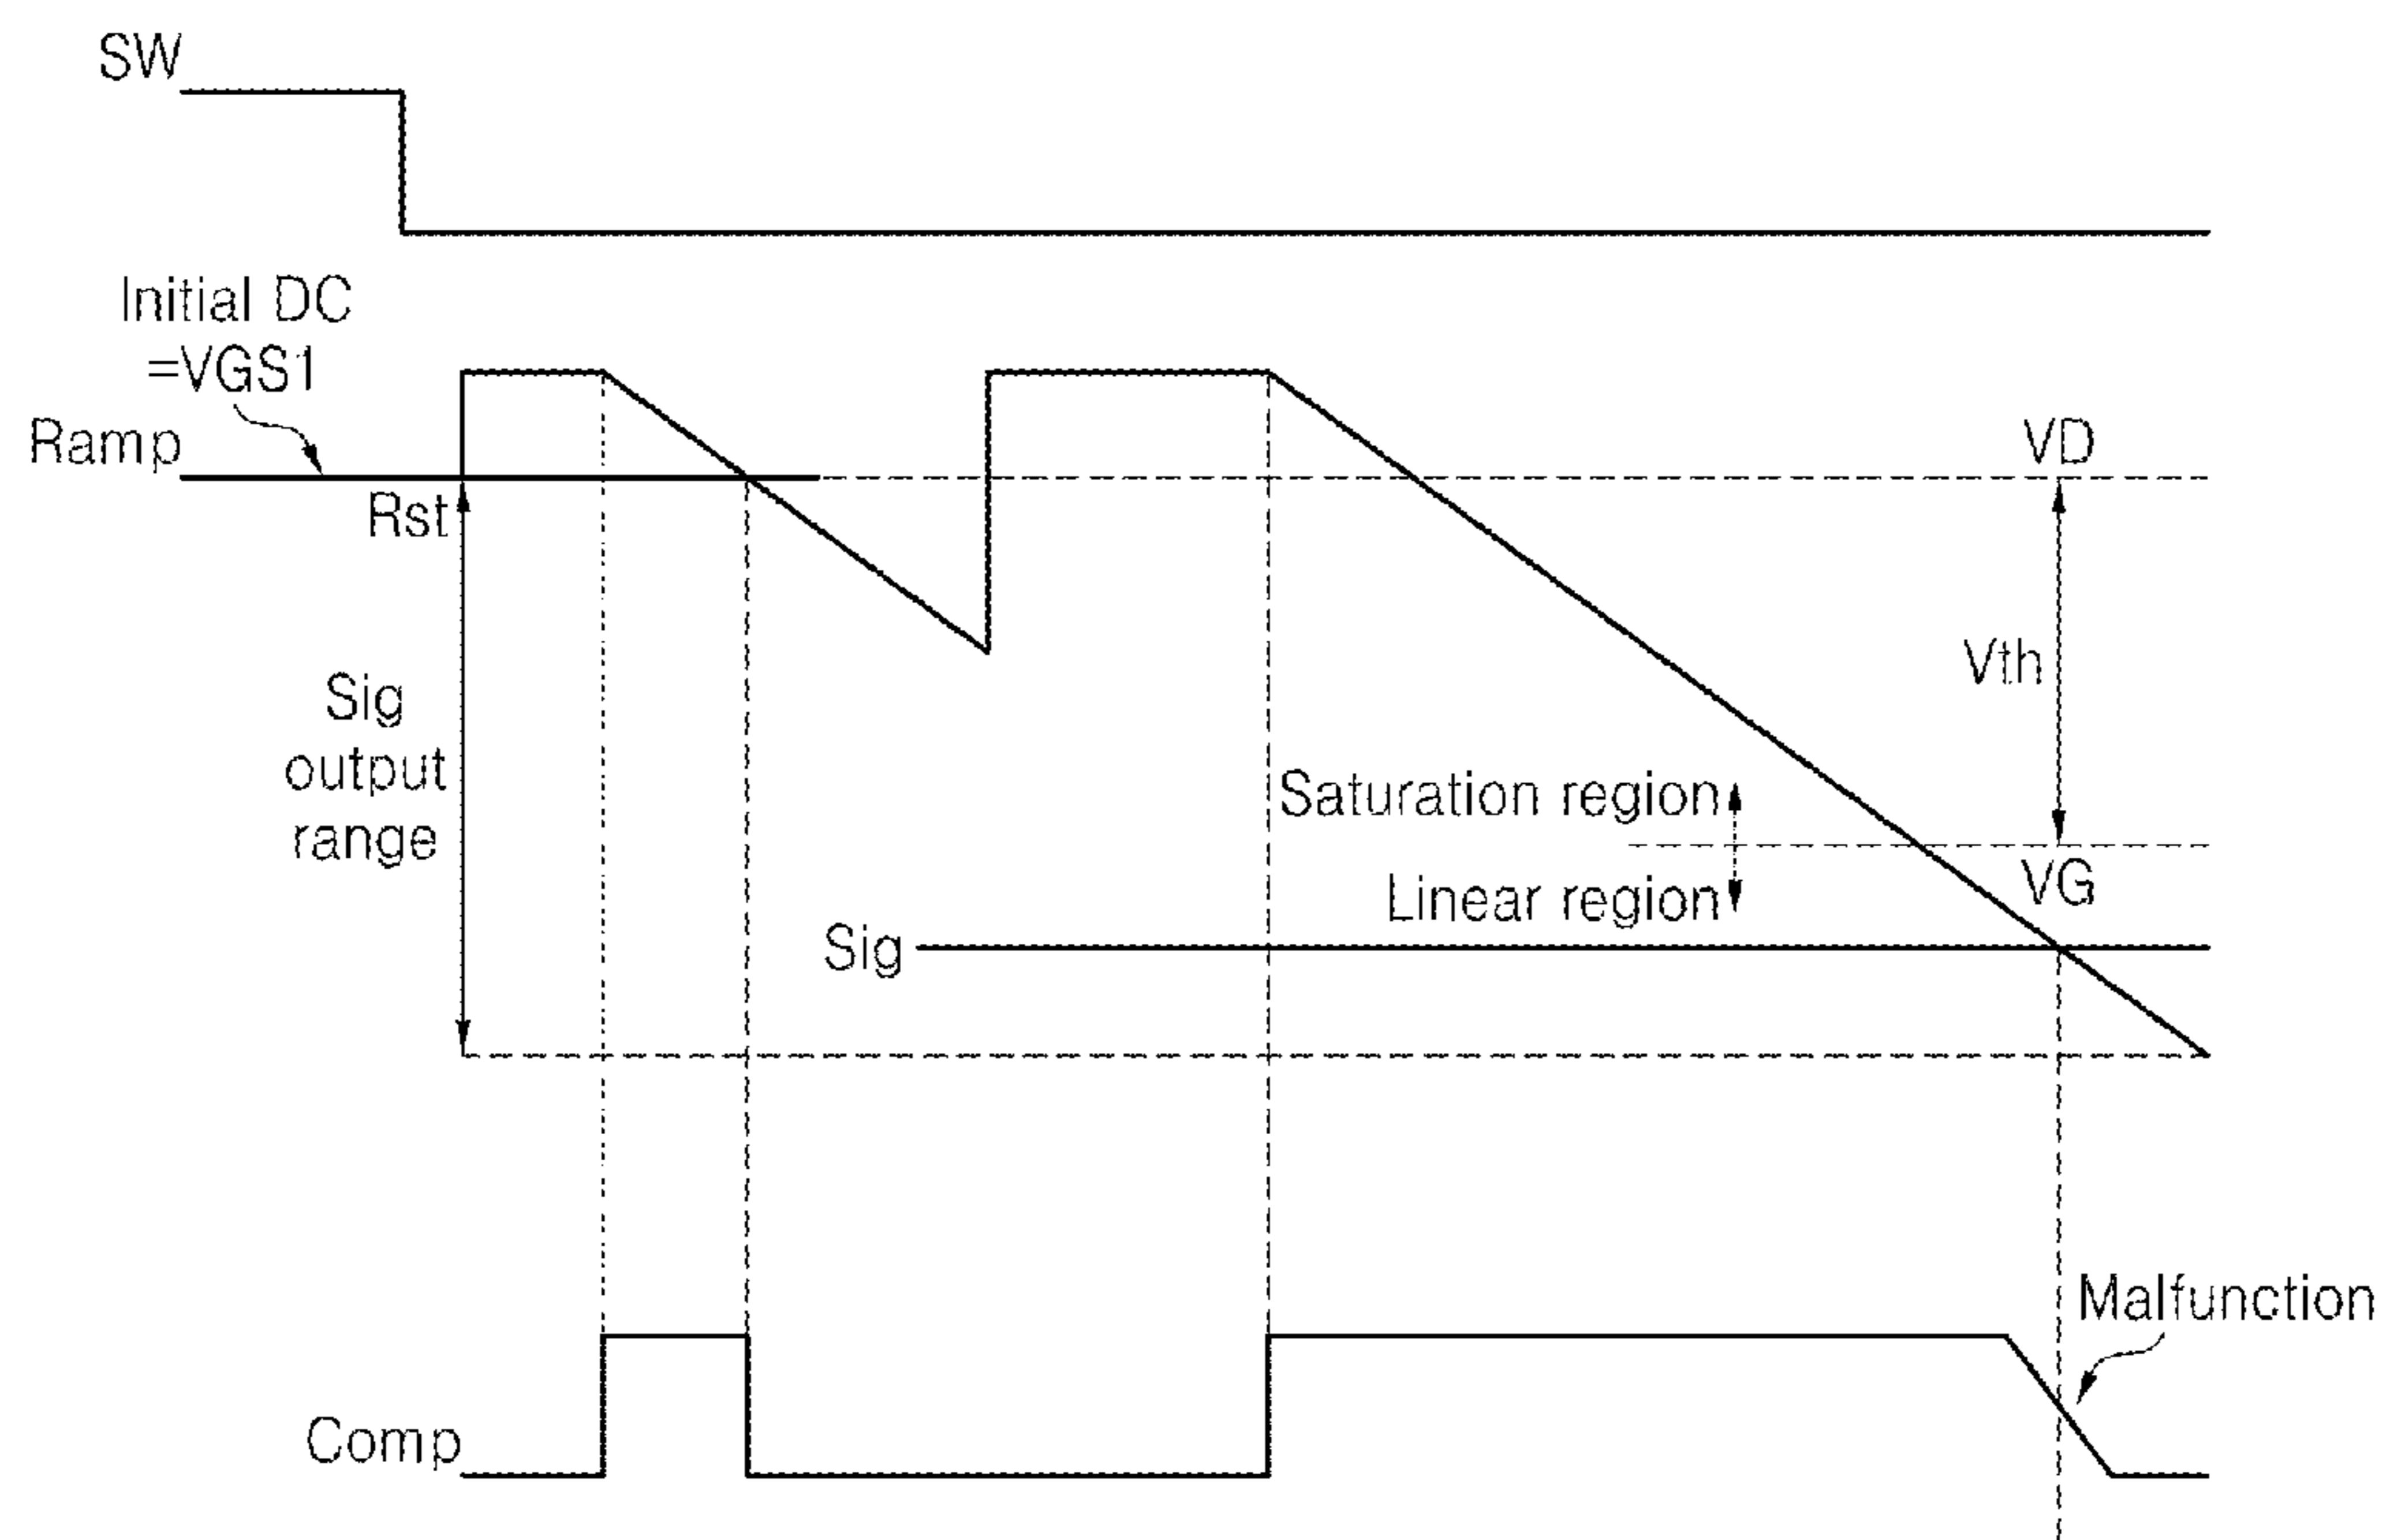 SW
Initial DC
=VGS1
Ramp
Rst
VD
Vth
Sig
output
range
Saturation region
Linear region
VG
Sig
Malfunction
Comp